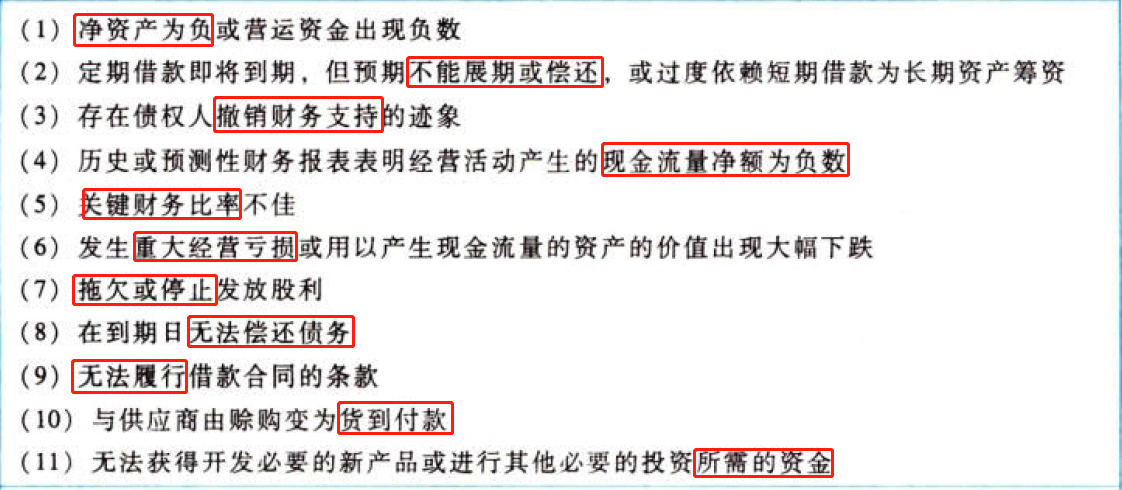 (1) 净资产为负或营运资金出现负数
(2) 定期借款即将到期，但预期不能展期或偿还，或过度依赖短期借款为长期资产筹资
(3) 存在债权人撤销财务支持的迹象
(4) 历史或预测性财务报表表明经营活动产生的现金流量净额为负数
(5) 关键财务比率不佳
(6) 发生重大经营亏损或用以产生现金流量的资产的价值出现大幅下跌
(7) 拖欠或停止发放股利
(8) 在到期日无法偿还债务
(9) 无法履行借款合同的条款
(10) 与供应商由赊购变为货到付款
(11) 无法获得开发必要的新产品或进行其他必要的投资所需的资金